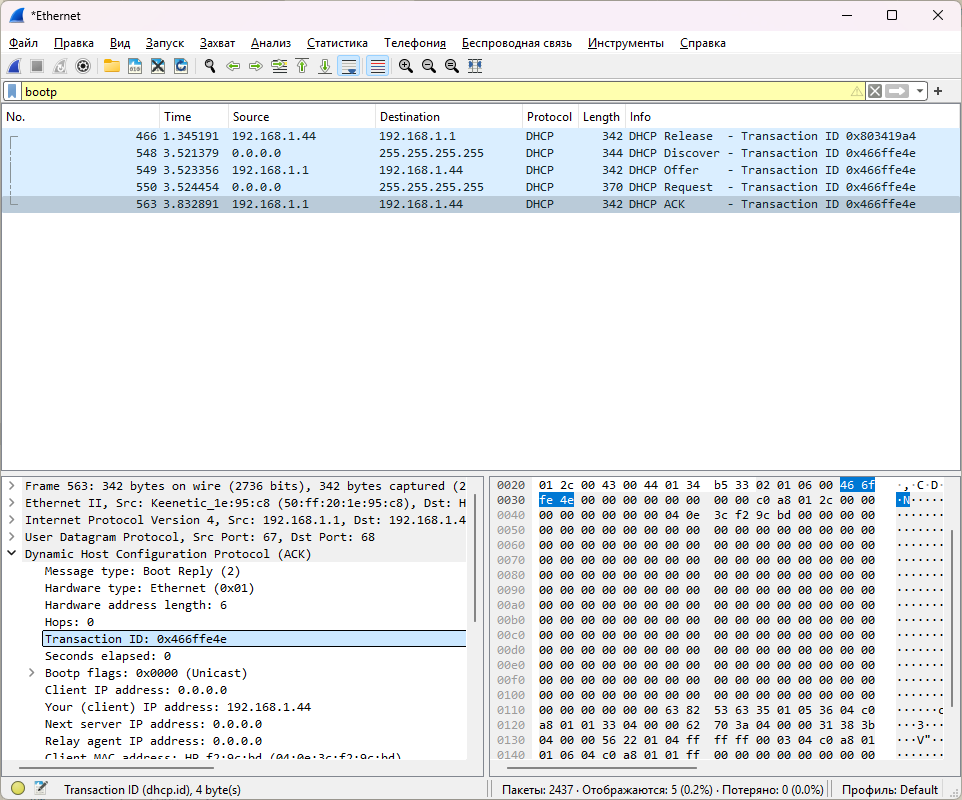 *Ethernet
Файл Правка Вид Запуск Захват Анализ Статистика Телефония Беспроводная связь Инструменты Справка
bootp
No. Time Source Destination Protocol Length Info
466 1.345191 192.168.1.44 192.168.1.1 DHCP 342 DHCP Release - Transaction ID 0x803419a4
548 3.521379 0.0.0.0 255.255.255.255 DHCP 344 DHCP Discover - Transaction ID 0x466ffe4e
549 3.523356 192.168.1.1 192.168.1.44 DHCP 342 DHCP Offer - Transaction ID 0x466ffe4e
550 3.524454 0.0.0.0 255.255.255.255 DHCP 370 DHCP Request - Transaction ID 0x466ffe4e
563 3.832891 192.168.1.1 192.168.1.44 DHCP 342 DHCP ACK - Transaction ID 0x466ffe4e
Frame 563: 342 bytes on wire (2736 bits), 342 bytes captured (2
Ethernet II, Src: Keenetic_1e:95:c8 (50:ff:20:1e:95:c8), Dst: H
Internet Protocol Version 4, Src: 192.168.1.1, Dst: 192.168.1.4
User Datagram Protocol, Src Port: 67, Dst Port: 68
Dynamic Host Configuration Protocol (ACK)
Message type: Boot Reply (2)
Hardware type: Ethernet (0x01)
Hardware address length: 6
Hops: 0
Transaction ID: 0x466ffe4e
Seconds elapsed: 0
Bootp flags: 0x0000 (Unicast)
Client IP address: 0.0.0.0
Your (client) IP address: 192.168.1.44
Next server IP address: 0.0.0.0
Relay agent IP address: 0.0.0.0
Client MAC address: HP_f2:9c:bd (04:0e:3c:f2:9c:bd)
0020 01 2c 00 43 00 44 01 34 b5 33 02 01 06 00 46 6f ·,·C·D·
0030 fe 4e 00 00 00 00 00 00 00 00 c0 a8 01 2c 00 00 ·N·····
0040 00 00 00 00 00 00 04 0e 3c f2 9c bd 00 00 00 00 ·······
0050 00 00 00 00 00 00 00 00 00 00 00 00 00 00 00 00 ·······
0060 00 00 00 00 00 00 00 00 00 00 00 00 00 00 00 00 ·······
0070 00 00 00 00 00 00 00 00 00 00 00 00 00 00 00 00 ·······
0080 00 00 00 00 00 00 00 00 00 00 00 00 00 00 00 00 ·······
0090 00 00 00 00 00 00 00 00 00 00 00 00 00 00 00 00 ·······
00a0 00 00 00 00 00 00 00 00 00 00 00 00 00 00 00 00 ·······
00b0 00 00 00 00 00 00 00 00 00 00 00 00 00 00 00 00 ·······
00c0 00 00 00 00 00 00 00 00 00 00 00 00 00 00 00 00 ·······
00d0 00 00 00 00 00 00 00 00 00 00 00 00 00 00 00 00 ·······
00e0 00 00 00 00 00 00 00 00 00 00 00 00 00 00 00 00 ·······
00f0 00 00 00 00 00 00 00 00 00 00 00 00 00 00 00 00 ·······
0100 00 00 00 00 00 00 00 00 00 00 00 00 00 00 00 00 ·······
0110 00 00 00 00 00 00 63 82 53 63 35 01 05 36 04 c0 ······c
0120 a8 01 01 33 04 00 00 62 70 3a 04 00 00 31 38 3b ···3···
0130 04 00 00 56 22 01 04 ff ff ff 00 03 04 c0 a8 01 ···V"··
0140 01 06 04 c0 a8 01 01 ff 00 00 00 00 00 00 00 00 ·······
Transaction ID (dhcp.id), 4 byte(s)
Пакеты: 2437 · Отображаются: 5 (0.2%) · Потеряно: 0 (0.0%)
Профиль: Default